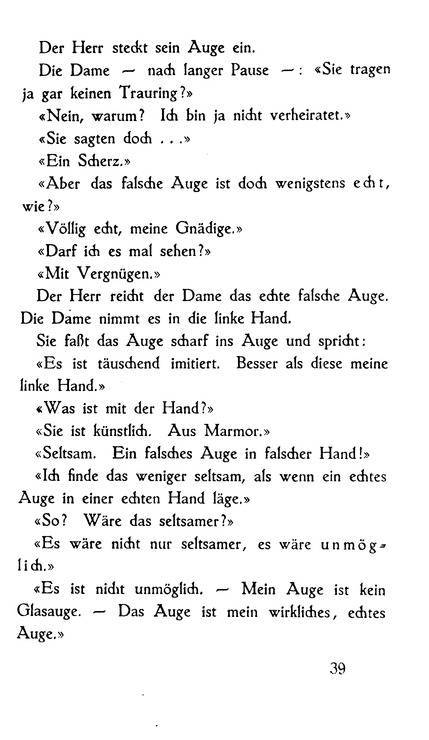 Der Herr steckt sein Auge ein.
Die Dame — nach langer Pause —: «Sie tragen
ja gar keinen Trauring?»
«Nein, warum? Ich bin ja nicht verheiratet.»
«Sie sagten doch . . .»
«Ein Scherz.»
«Aber das falsche Auge ist doch wenigstens echt,
wie?»
«Völlig echt, meine Gnädige.»
«Darf ich es mal sehen?»
«Mit Vergnügen.»
Der Herr reicht der Dame das echte falsche Auge.
Die Dame nimmt es in die linke Hand.
Sie faßt das Auge scharf ins Auge und spricht:
«Es ist täuschend imitiert. Besser als diese meine
linke Hand.»
«Was ist mit der Hand?»
«Sie ist künstlich. Aus Marmor.»
«Seltsam. Ein falsches Auge in falscher Hand!»
«Ich finde das weniger seltsam, als wenn ein echtes
Auge in einer echten Hand läge.»
«So? Wäre das seltsamer?»
«Es wäre nicht nur seltsamer, es wäre unmög-
lich.»
«Es ist nicht unmöglich. — Mein Auge ist kein
Glasauge. — Das Auge ist mein wirkliches, echtes
Auge.»
39